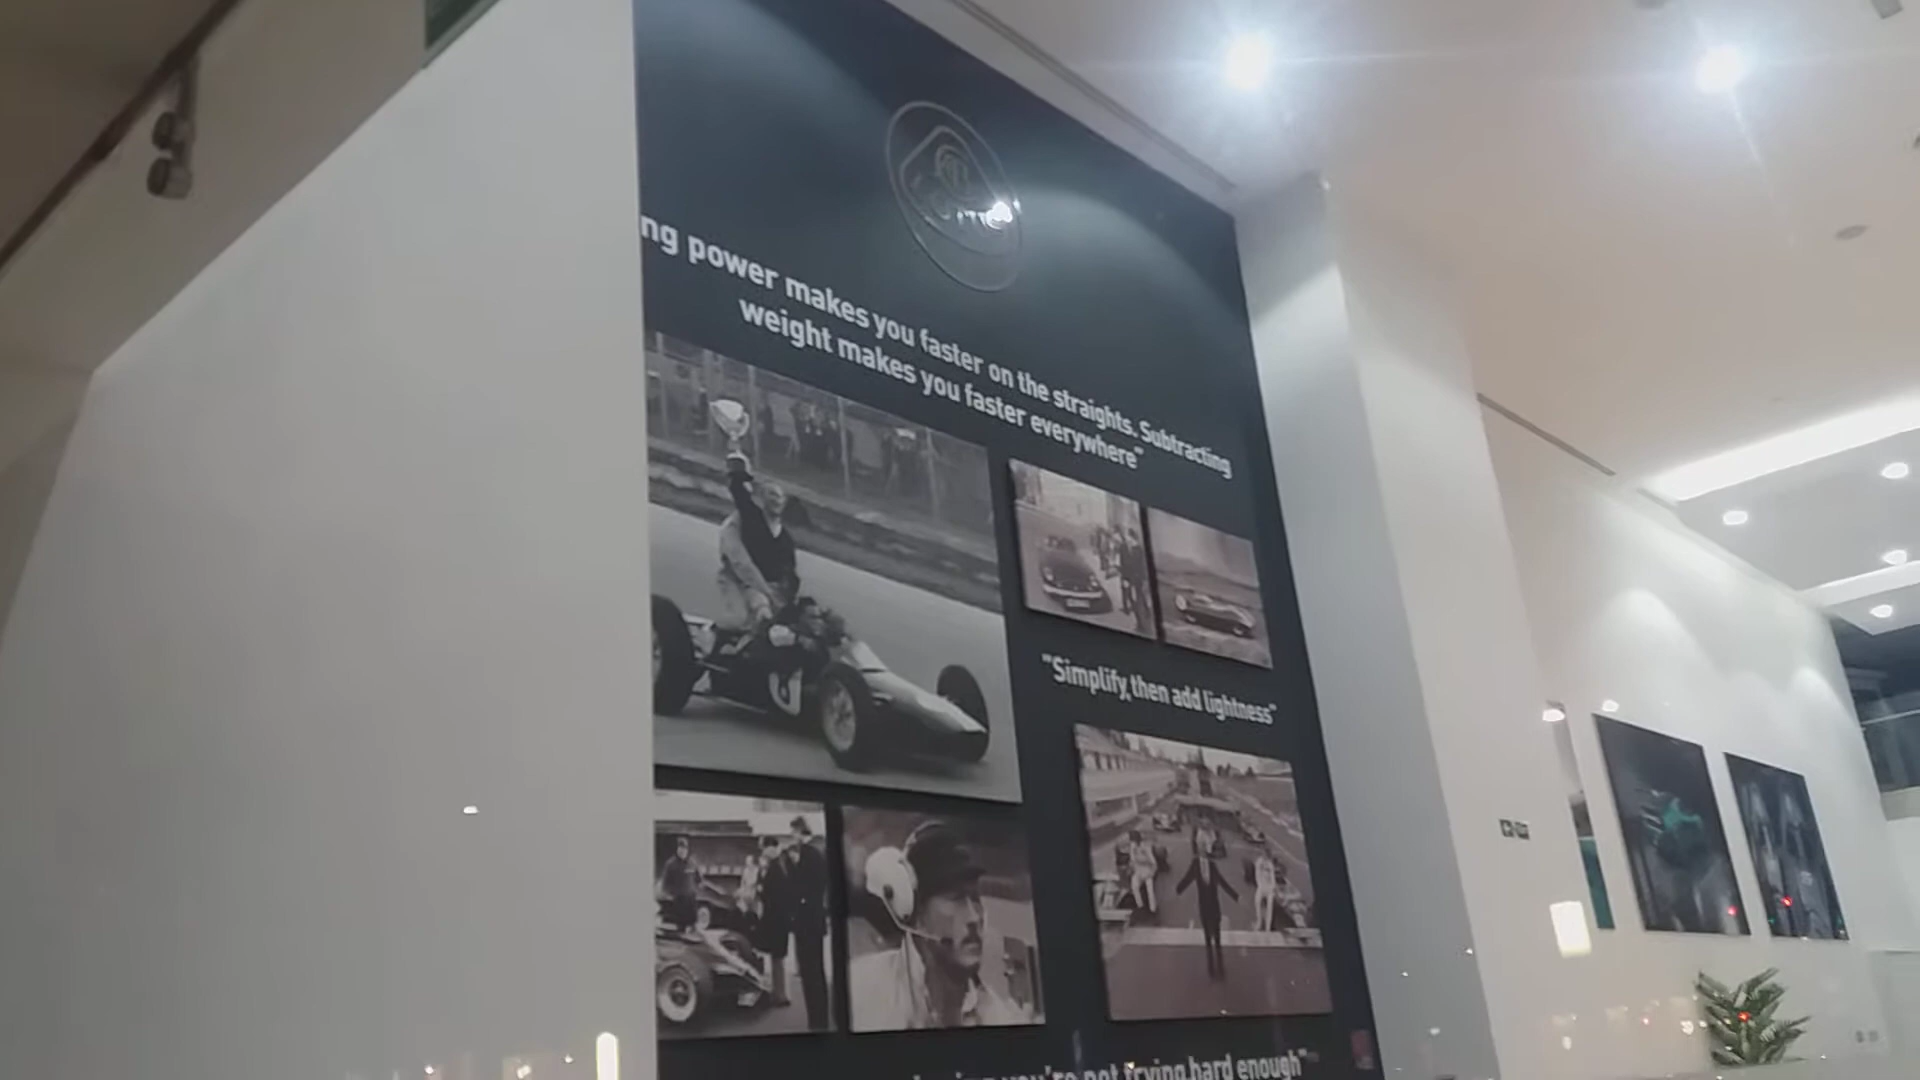 ng power makes you faster on the straights. Subtracting
weight makes you faster everywhere"
"Simplify, then add lightness"
you're not trying hard enough"